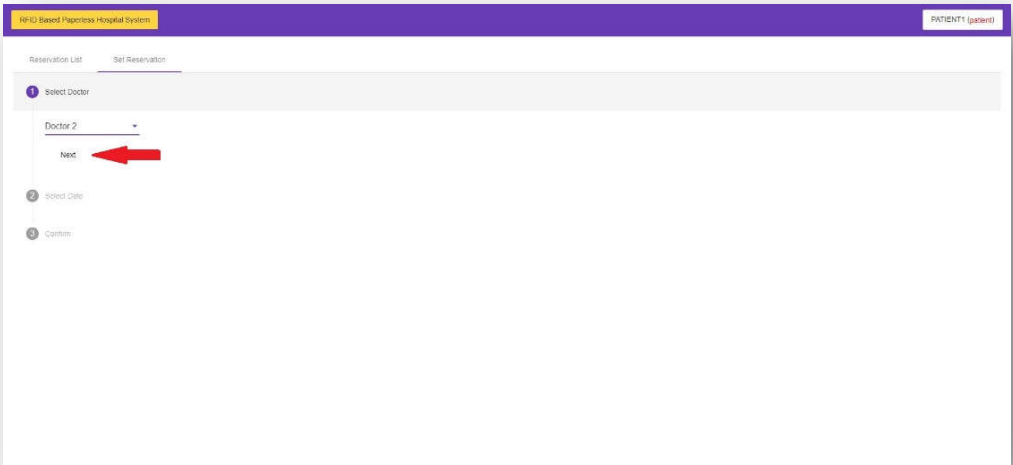 RFID Based Paperless Hospital System
PATIENT1 (patient)
Reservation List
Set Reservation
1 Select Doctor
Doctor 2
Next
2 Select Date
3 Confirm